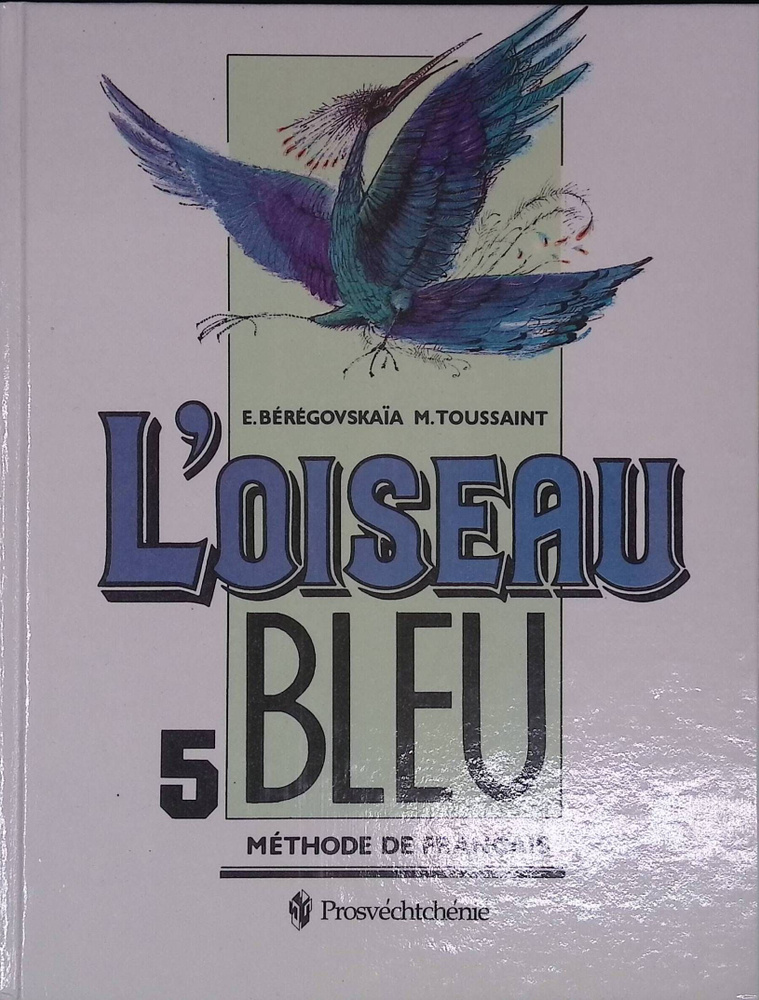 E. BÉRÉGOVSKAÏA M. TOUSSAINT
L'OISEAU
BLEU
5
MÉTHODE DE FRANÇAIS
Prosvéchtchénie